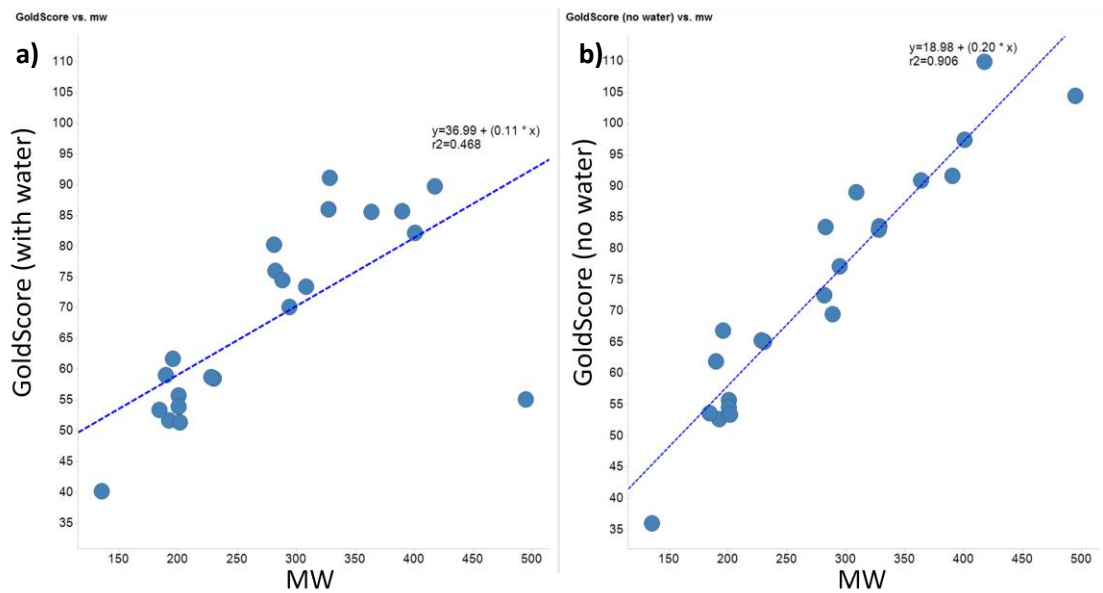 GoldScore vs. mw
a)
y=36.99 + (0.11 * x)
r2=0.468
GoldScore (with water)
110
105
100
95
90
85
80
75
70
65
60
55
50
45
40
35
150 200 250 300 350 400 450 500
MW
GoldScore (no water) vs. mw
b)
y=18.98 + (0.20 * x)
r2=0.906
GoldScore (no water)
110
105
100
95
90
85
80
75
70
65
60
55
50
45
40
35
150 200 250 300 350 400 450 500
MW